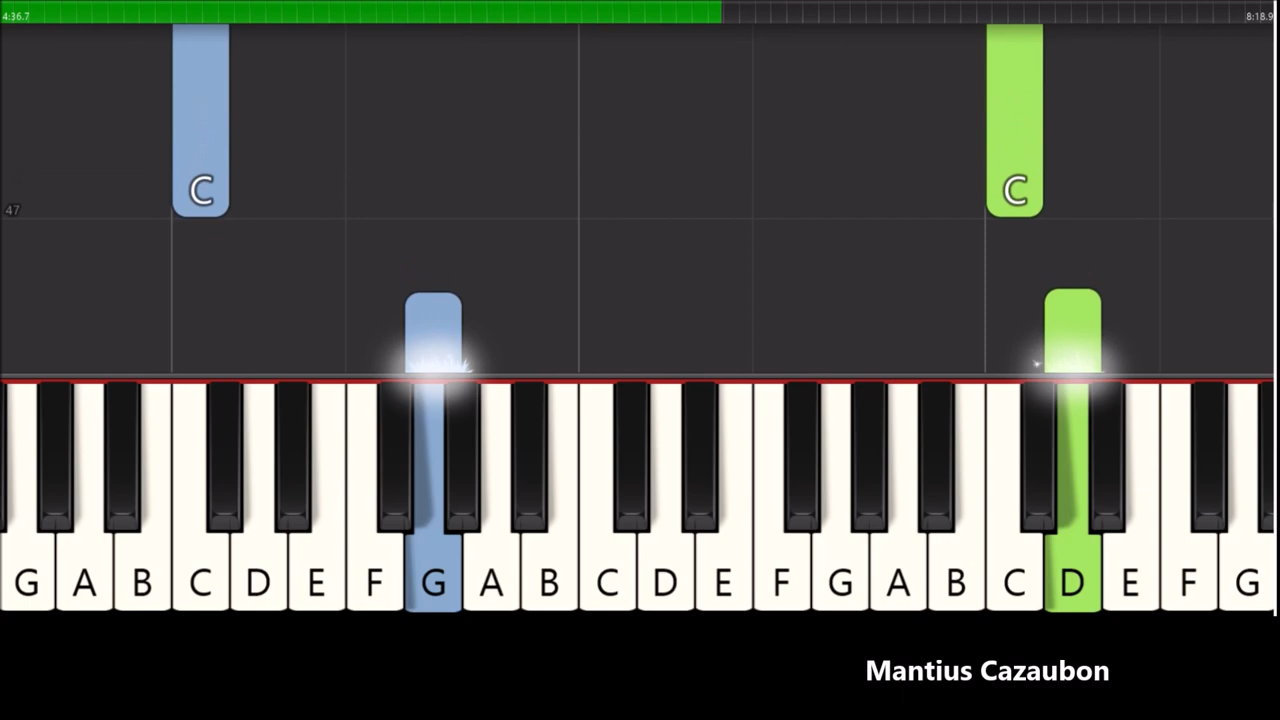 4:36.7 8:18.9
C C
47
G A B C D E F G A B C D E F G A B C D E F G
Mantius Cazaubon